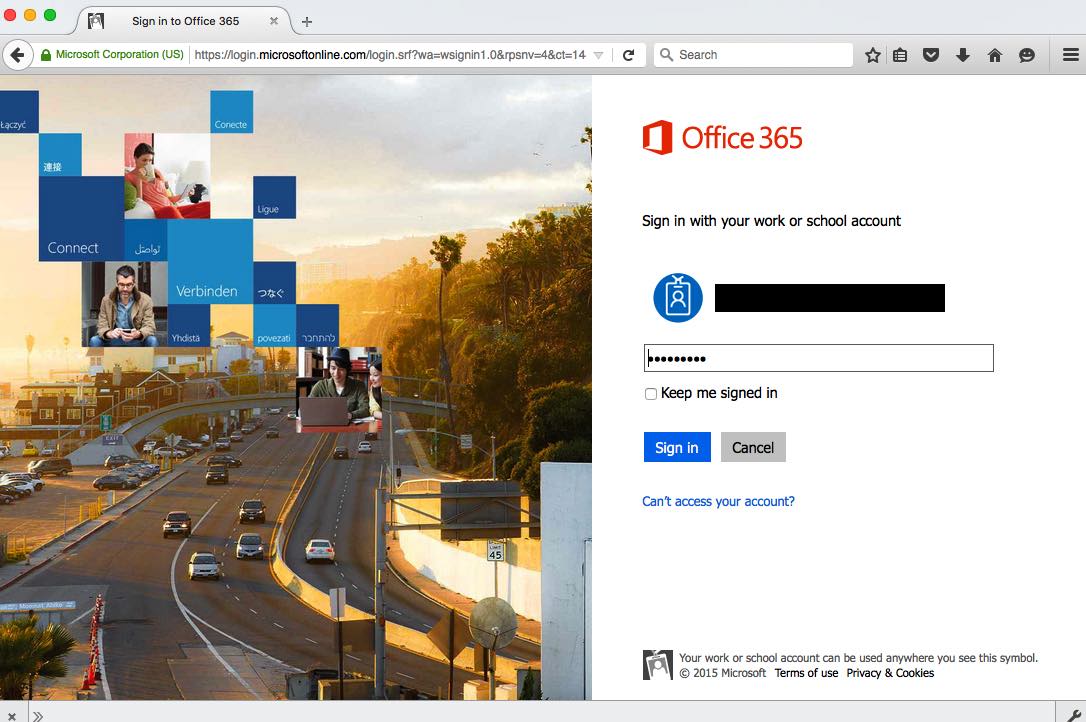 Sign in to Office 365
Microsoft Corporation (US)
https://login.microsoftonline.com/login.srf?wa=wsignin1.0&rpsnv=4&ct=14
Search
Łączyć
Conecte
連接
Ligue
Connect
تواصل
Verbinden
つなぐ
Yhdistä
povezati
להתחבר
EXIT
LIMIT
45
Office 365
Sign in with your work or school account
•••••••••
Keep me signed in
Sign in
Cancel
Can't access your account?
Your work or school account can be used anywhere you see this symbol.
© 2015 Microsoft Terms of use Privacy & Cookies